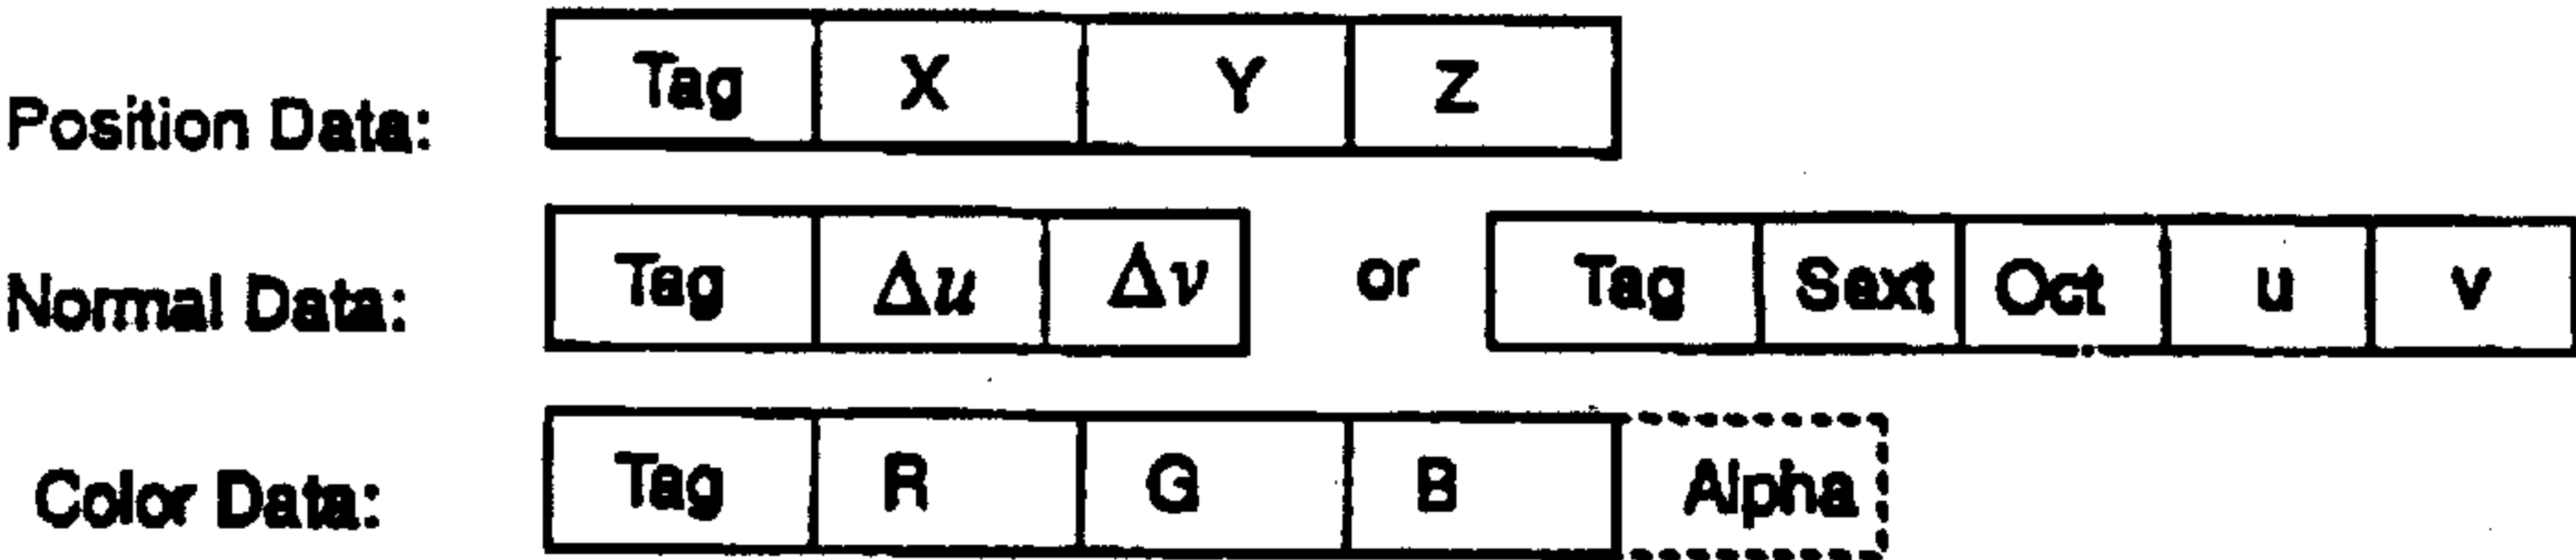 Position Data: Tag X Y Z
Normal Data: Tag Δu Δv or Tag Sext Oct u v
Color Data: Tag R G B Alpha